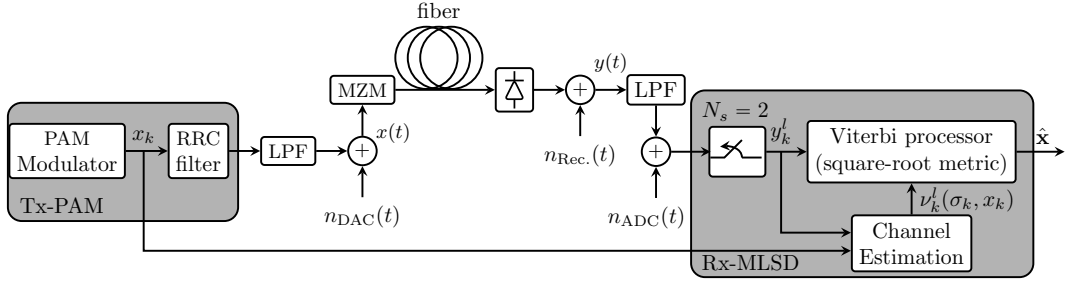 fiber
MZM
y(t)
LPF
PAM
Modulator
x_k
RRC
filter
LPF
x(t)
n_DAC(t)
Tx-PAM
n_Rec.(t)
n_ADC(t)
N_s = 2
y_k^l
Viterbi processor
(square-root metric)
x̂
ν_k^l(σ_k, x_k)
Channel
Estimation
Rx-MLSD